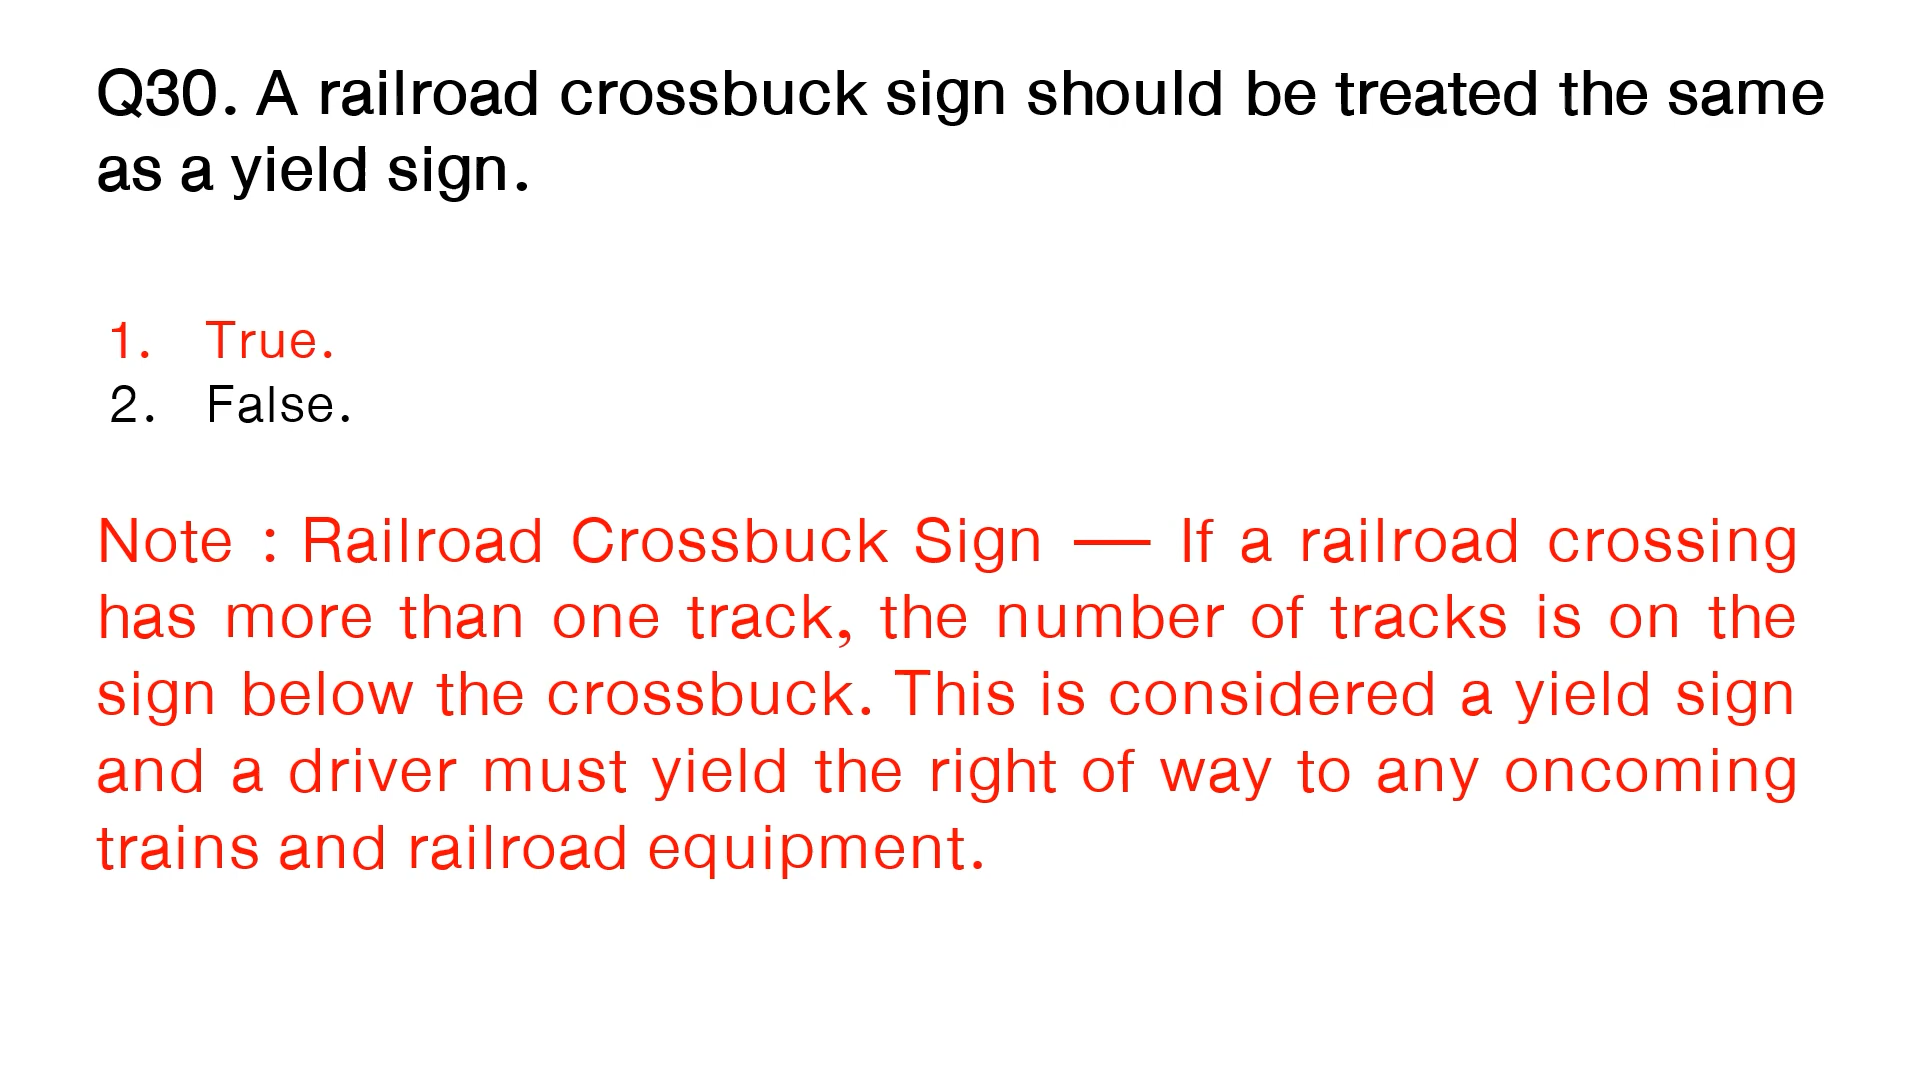 Q30. A railroad crossbuck sign should be treated the same
as a yield sign.
1. True.
2. False.
Note : Railroad Crossbuck Sign — If a railroad crossing
has more than one track, the number of tracks is on the
sign below the crossbuck. This is considered a yield sign
and a driver must yield the right of way to any oncoming
trains and railroad equipment.